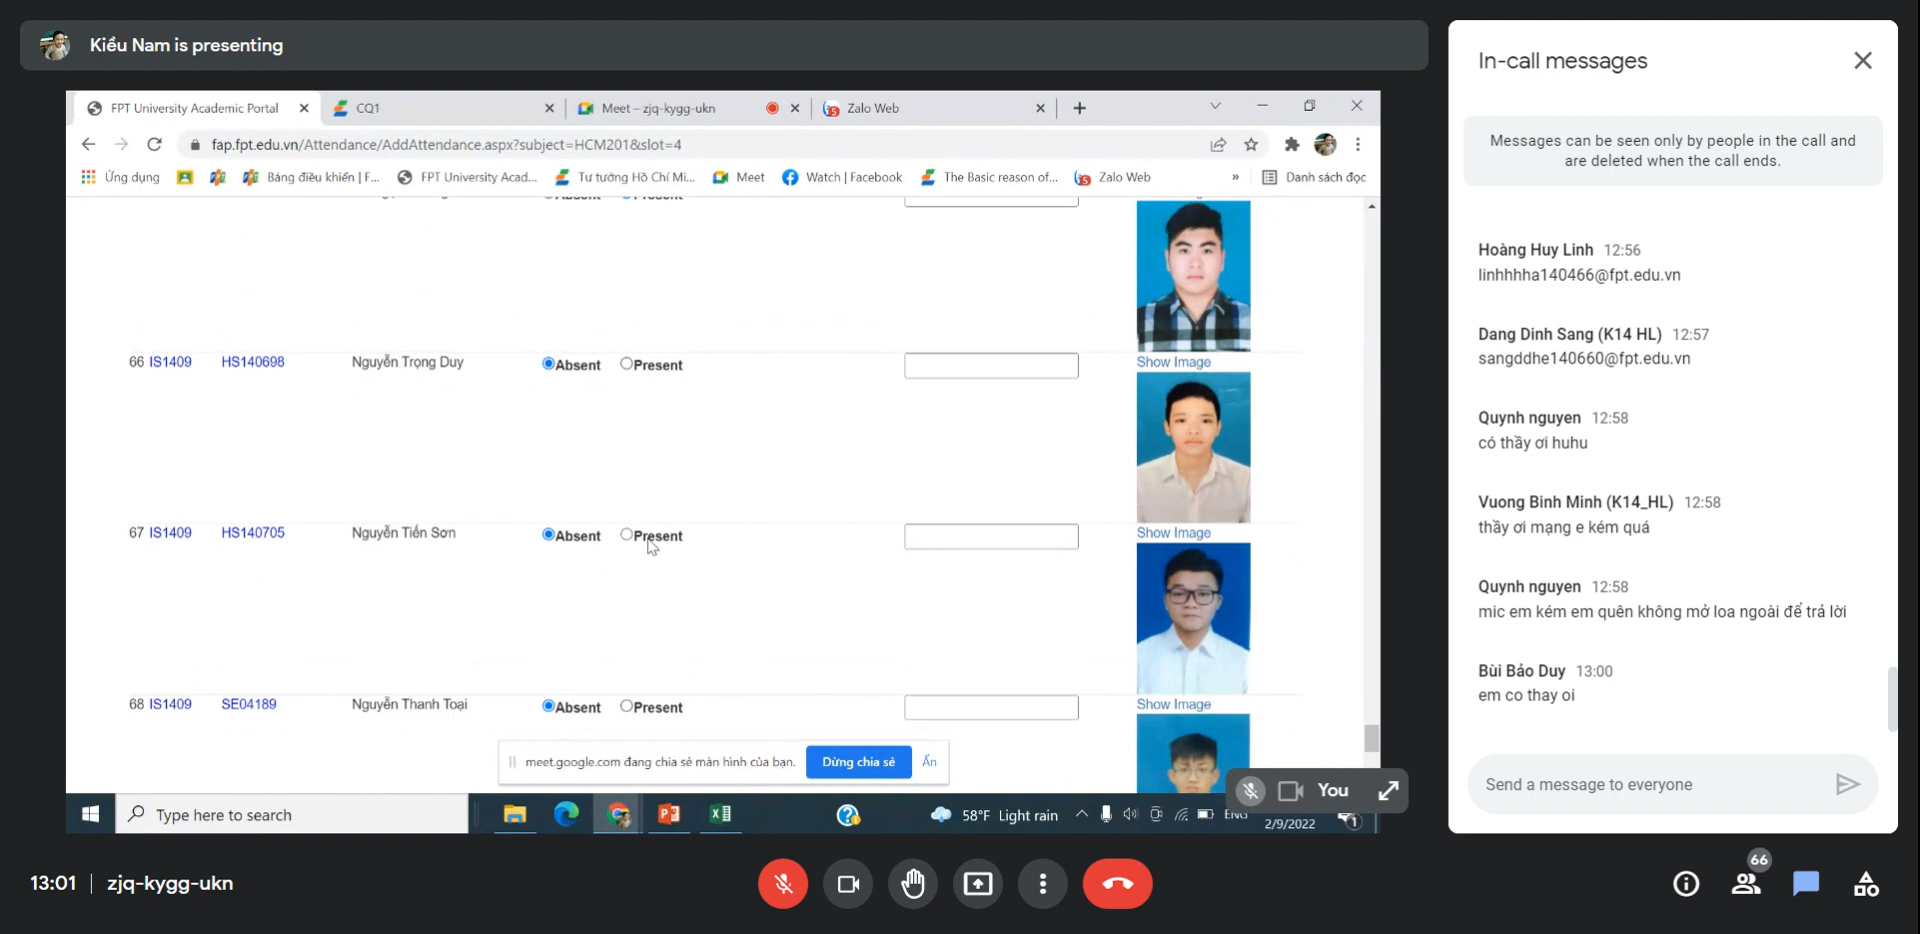 Kiều Nam is presenting
FPT University Academic Portal
CQ1
Meet – zjq-kygg-ukn
Zalo Web
fap.fpt.edu.vn/Attendance/AddAttendance.aspx?subject=HCM201&slot=4
Ứng dụng
Bảng điều khiển | F...
FPT University Acad...
Tư tưởng Hồ Chí Mi...
Meet
Watch | Facebook
The Basic reason of...
Zalo Web
»
Danh sách đọc
Absent Present
66 IS1409 HS140698 Nguyễn Trọng Duy Absent Present Show Image
67 IS1409 HS140705 Nguyễn Tiến Sơn Absent Present Show Image
68 IS1409 SE04189 Nguyễn Thanh Toại Absent Present Show Image
meet.google.com đang chia sẻ màn hình của bạn. Dừng chia sẻ Ẩn
You
Type here to search
58°F Light rain
ENG
2/9/2022
1
13:01 | zjq-kygg-ukn
In-call messages
Messages can be seen only by people in the call and
are deleted when the call ends.
Hoàng Huy Linh 12:56
linhhhha140466@fpt.edu.vn
Dang Dinh Sang (K14 HL) 12:57
sangddhe140660@fpt.edu.vn
Quynh nguyen 12:58
có thầy ơi huhu
Vuong Binh Minh (K14_HL) 12:58
thầy ơi mạng e kém quá
Quynh nguyen 12:58
mic em kém em quên không mở loa ngoài để trả lời
Bùi Bảo Duy 13:00
em co thay oi
Send a message to everyone
66